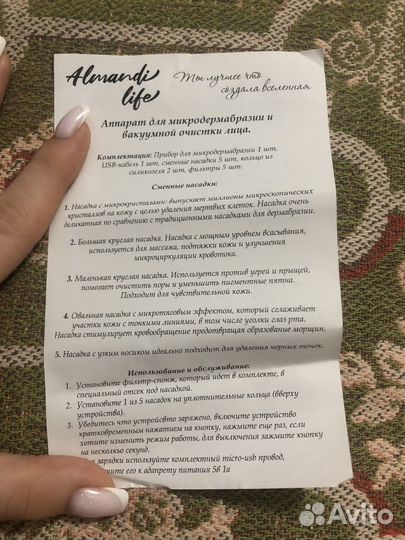 Almandi
life
Ты лучшее что
создала вселенная
Аппарат для микродермабразии и
вакуумной очистки лица.
Комплектация: Прибор для микродермабразии 1 шт,
USB-кабель 1 шт, сменные насадки 5 шт. кольцо из
силикогеля 2 шт, фильтры 5 шт.
Сменные насадки:
1. Насадка с микрокристаллами: выпускает миллионы микроскопических
кристаллов на кожу с целью удаления мертвых клеток. Насадка очень
деликатная по сравнению с традиционными насадками для дермабразии.
2. Большая круглая насадка. Насадка с мощным уровнем всасывания,
используется для массажа, подтяжки кожи и улучшения
микроциркуляции кровотока.
3. Маленькая круглая насадка. Используется против угрей и прыщей,
помогает очистить поры и уменьшить пигментные пятна.
Подходит для чувствительной кожи.
4. Овальная насадка с микротяговым эффектом, который сглаживает
участки кожи с тонкими линиями, в том числе уголки глаз рта.
Насадка стимулирует кровообращение предотвращая образование морщин.
5. Насадка с узким носиком идеально подходит для удаления черных точек.
Использование и обслуживание:
1. Установите фильтр-спонж, который идет в комплекте, в
специальный отсек под насадкой.
2. Установите 1 из 5 насадок на уплотнительные кольца (вверху
устройства).
3. Убедитесь что устройство заряжено, включите устройство
кратковременным нажатием на кнопку, нажмите еще раз, если
хотите изменить режим работы, для выключения зажмите кнопку
на несколько секунд.
зарядки используйте комплектный micro-usb провод,
его к адаптеру питания 5в 1а
Avito